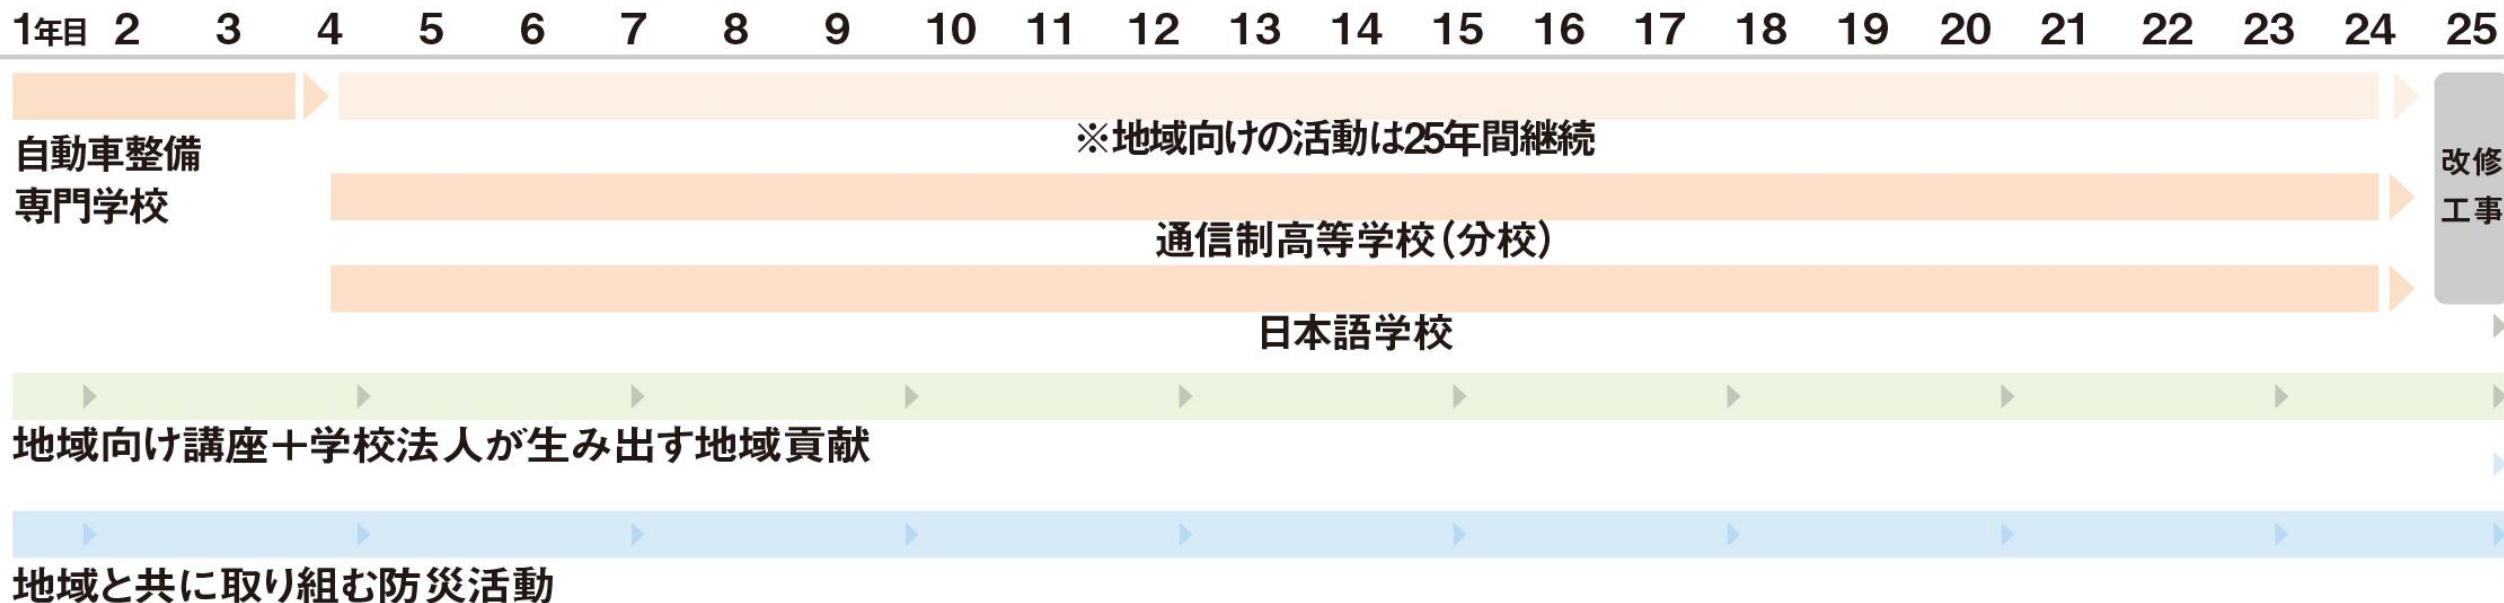 1年目 2 3 4 5 6 7 8 9 10 11 12 13 14 15 16 17 18 19 20 21 22 23 24 25
※地域向けの活動は25年間継続
自動車整備
専門学校
改修
工事
通信制高等学校（分校）
日本語学校
地域向け講座＋学校法人が生み出す地域貢献
地域と共に取り組む防災活動